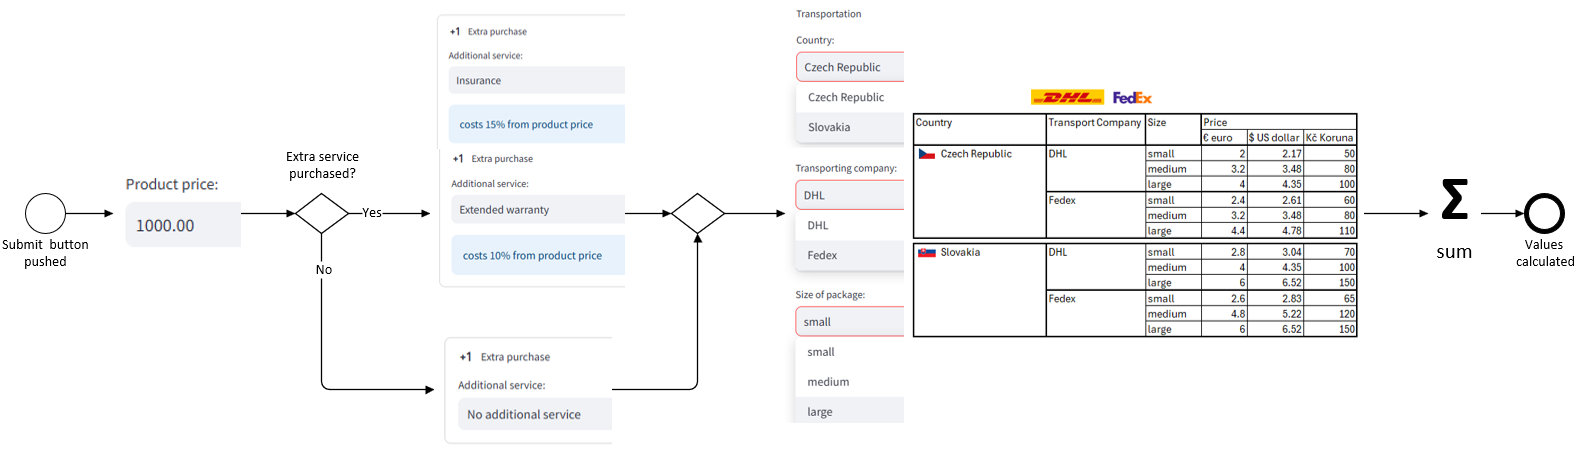 Submit button
pushed
Product price:
1000.00
Extra service
purchased?
Yes
No
+1 Extra purchase
Additional service:
Insurance
costs 15% from product price
+1 Extra purchase
Additional service:
Extended warranty
costs 10% from product price
+1 Extra purchase
Additional service:
No additional service
Transportation
Country:
Czech Republic
Czech Republic
Slovakia
Transporting company:
DHL
DHL
Fedex
Size of package:
small
small
medium
large
DHL FedEx
Country Transport Company Size Price
€ euro $ US dollar Kč Koruna
Czech Republic DHL small 2 2.17 50
medium 3.2 3.48 80
large 4 4.35 100
Fedex small 2.4 2.61 60
medium 3.2 3.48 80
large 4.4 4.78 110
Slovakia DHL small 2.8 3.04 70
medium 4 4.35 100
large 6 6.52 150
Fedex small 2.6 2.83 65
medium 4.8 5.22 120
large 6 6.52 150
Σ
sum
Values
calculated